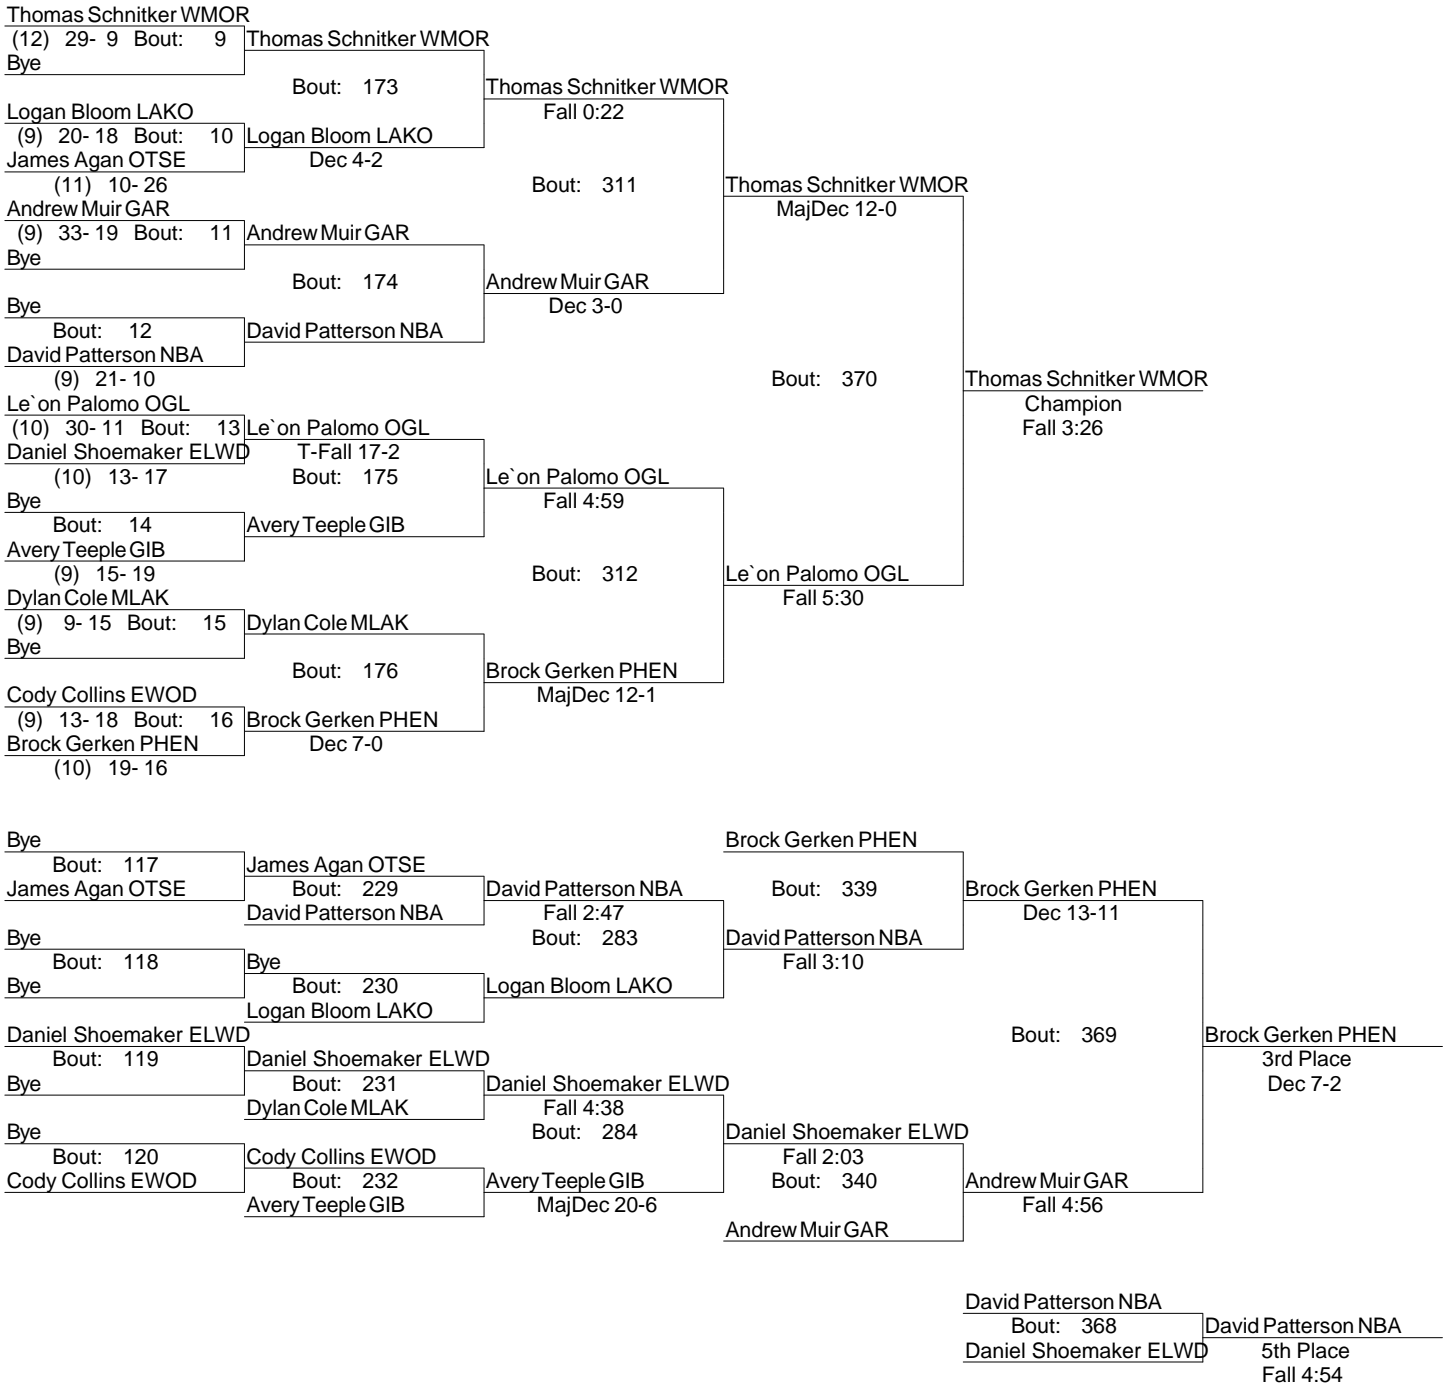 Thomas Schnitker WMOR
(12) 29- 9 Bout: 9 Thomas Schnitker WMOR
Bye
Bout: 173 Thomas Schnitker WMOR
Logan Bloom LAKO Fall 0:22
(9) 20- 18 Bout: 10 Logan Bloom LAKO
James Agan OTSE Dec 4-2
(11) 10- 26 Bout: 311 Thomas Schnitker WMOR
Andrew Muir GAR MajDec 12-0
(9) 33- 19 Bout: 11 Andrew Muir GAR
Bye
Bout: 174 Andrew Muir GAR
Bye Dec 3-0
Bout: 12 David Patterson NBA
David Patterson NBA
(9) 21- 10 Bout: 370 Thomas Schnitker WMOR
Le`on Palomo OGL Champion
(10) 30- 11 Bout: 13 Le`on Palomo OGL Fall 3:26
Daniel Shoemaker ELWD T-Fall 17-2
(10) 13- 17 Bout: 175 Le`on Palomo OGL
Bye Fall 4:59
Bout: 14 Avery Teeple GIB
Avery Teeple GIB
(9) 15- 19 Bout: 312 Le`on Palomo OGL
Dylan Cole MLAK Fall 5:30
(9) 9- 15 Bout: 15 Dylan Cole MLAK
Bye
Bout: 176 Brock Gerken PHEN
Cody Collins EWOD MajDec 12-1
(9) 13- 18 Bout: 16 Brock Gerken PHEN
Brock Gerken PHEN Dec 7-0
(10) 19- 16
Bye Brock Gerken PHEN
Bout: 117 James Agan OTSE
James Agan OTSE Bout: 229 David Patterson NBA Bout: 339 Brock Gerken PHEN
David Patterson NBA Fall 2:47 Dec 13-11
Bye Bout: 283 David Patterson NBA
Bout: 118 Bye Fall 3:10
Bye Bout: 230 Logan Bloom LAKO
Logan Bloom LAKO
Daniel Shoemaker ELWD Bout: 369 Brock Gerken PHEN
Bout: 119 Daniel Shoemaker ELWD 3rd Place
Bye Bout: 231 Daniel Shoemaker ELWD Dec 7-2
Dylan Cole MLAK Fall 4:38
Bye Bout: 284 Daniel Shoemaker ELWD
Bout: 120 Cody Collins EWOD Fall 2:03
Cody Collins EWOD Bout: 232 Avery Teeple GIB Bout: 340 Andrew Muir GAR
Avery Teeple GIB MajDec 20-6 Fall 4:56
Andrew Muir GAR
David Patterson NBA
Bout: 368 David Patterson NBA
Daniel Shoemaker ELWD 5th Place
Fall 4:54